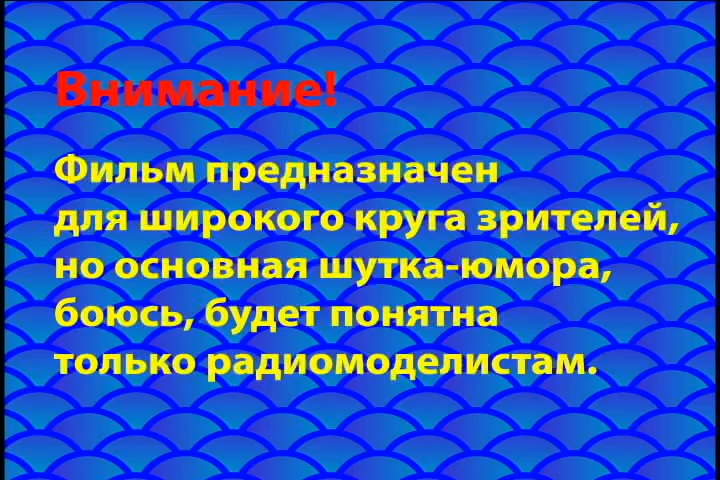 Внимание!
Фильм предназначен
для широкого круга зрителей,
но основная шутка-юмора,
боюсь, будет понятна
только радиомоделистам.